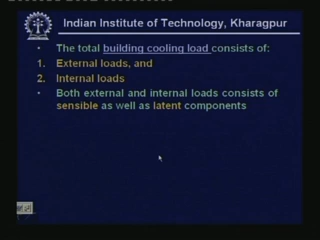 Indian Institute of Technology, Kharagpur
• The total building cooling load consists of:
1. External loads, and
2. Internal loads
• Both external and internal loads consists of
sensible as well as latent components